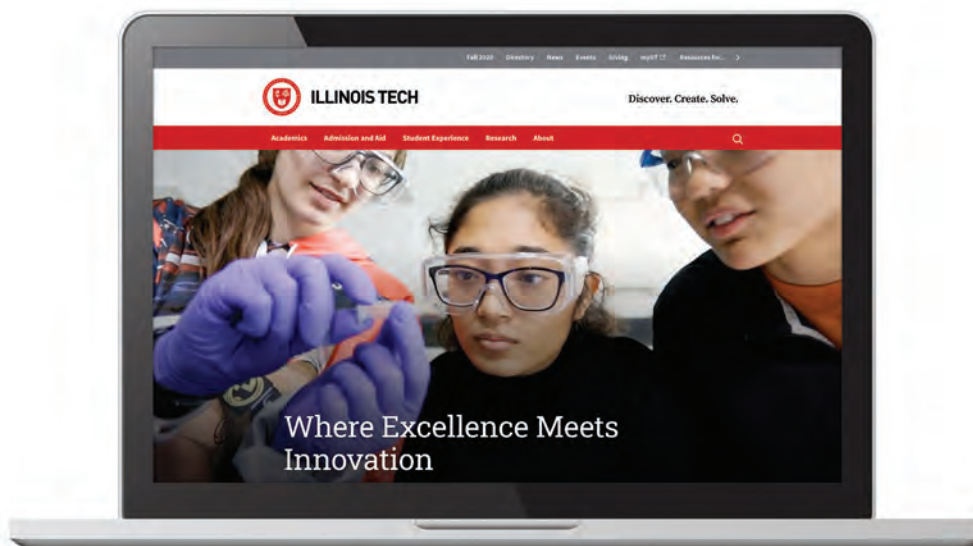 Fall 2020 Directory News Events Giving myIIT Resources for...
ILLINOIS TECH
Discover. Create. Solve.
Academics Admission and Aid Student Experience Research About
Where Excellence Meets
Innovation